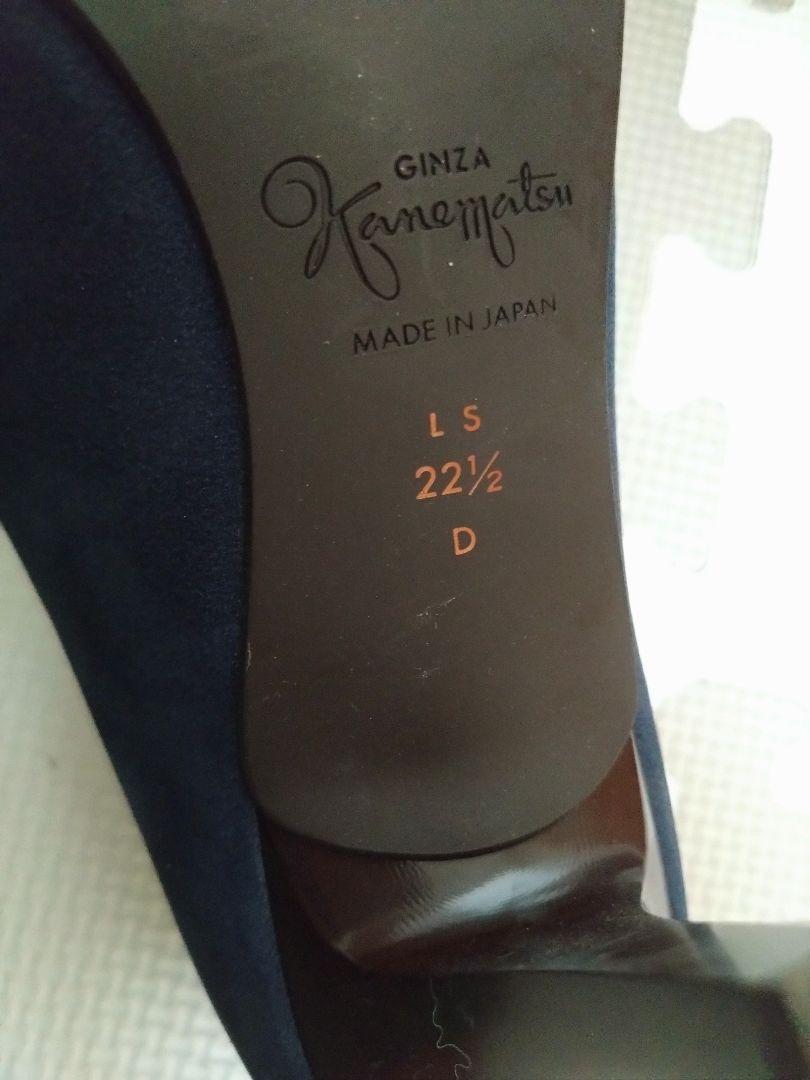 GINZA
Kanematsu
MADE IN JAPAN
L S
22½
D